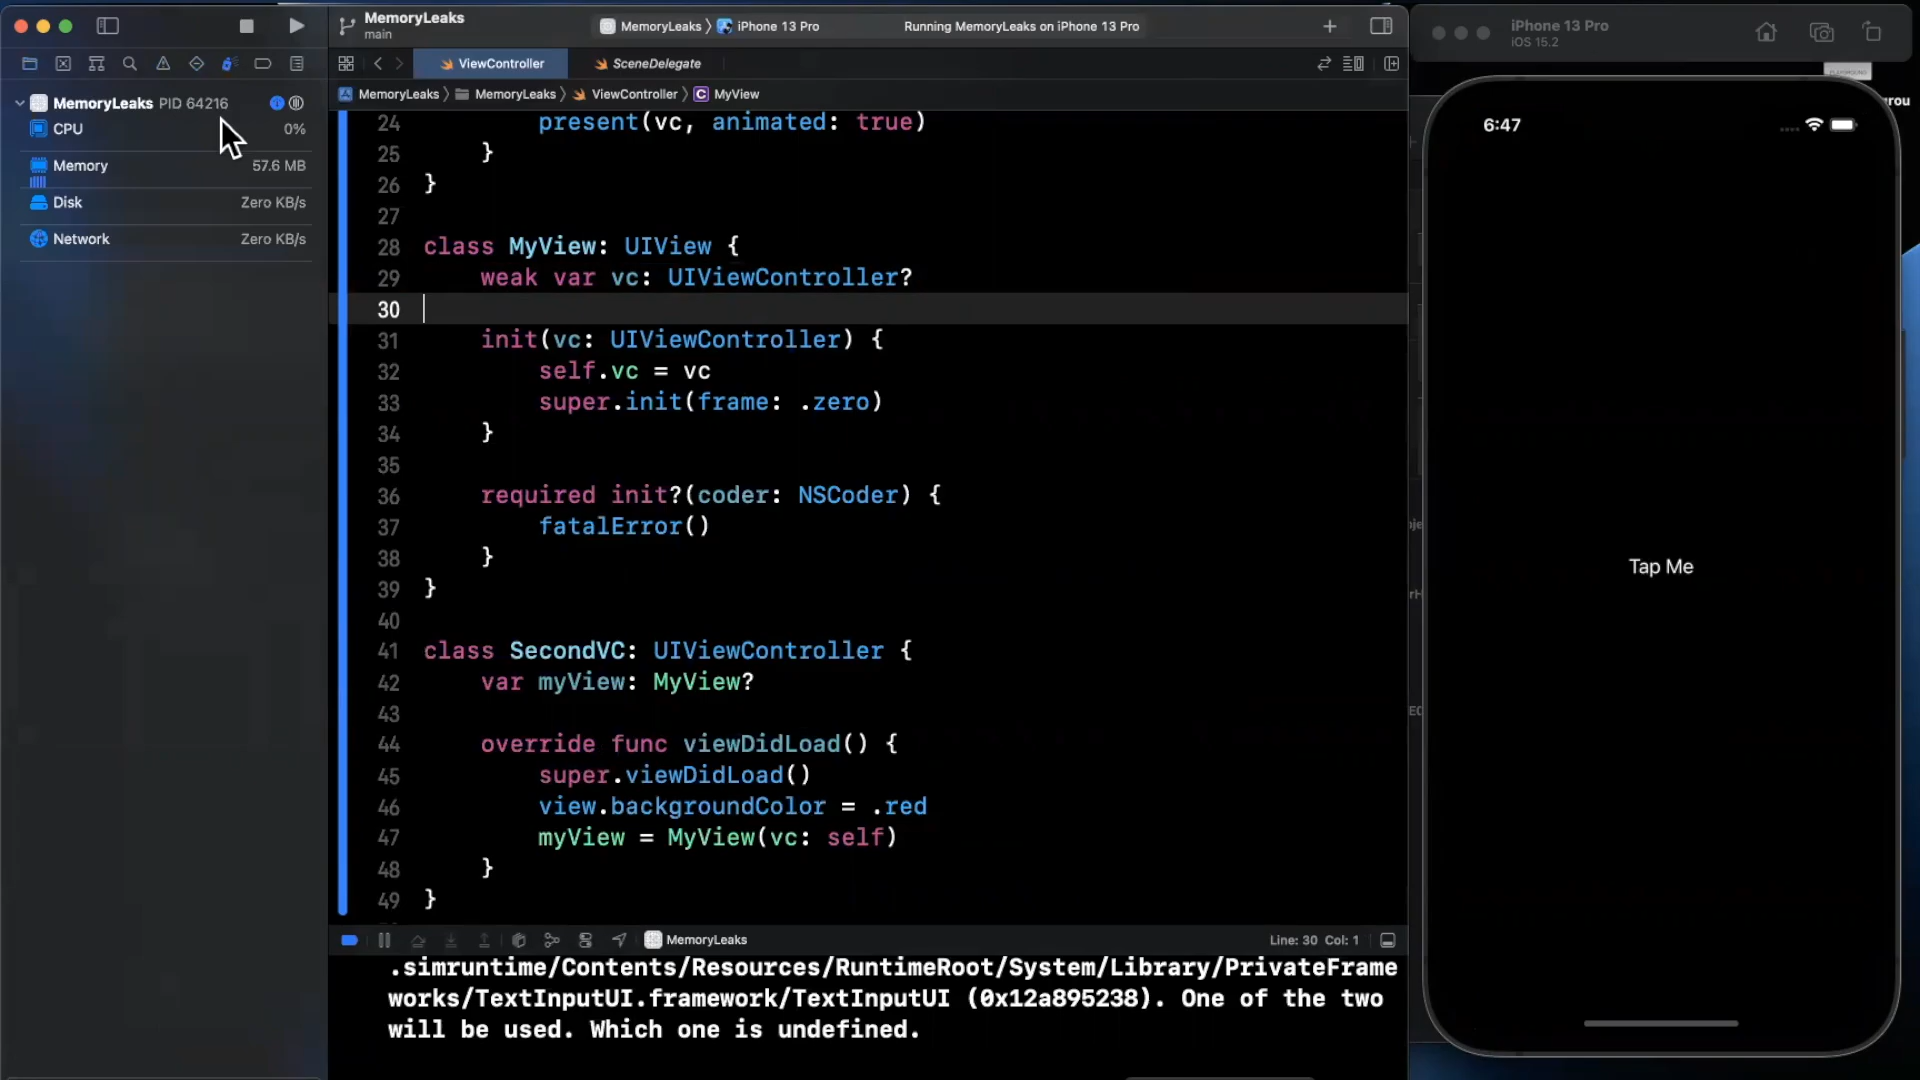 MemoryLeaks
main
MemoryLeaks
iPhone 13 Pro
Running MemoryLeaks on iPhone 13 Pro
iPhone 13 Pro
iOS 15.2
ViewController
SceneDelegate
MemoryLeaks
MemoryLeaks
ViewController
MyView
MemoryLeaks PID 64216
CPU 0%
Memory 57.6 MB
Disk Zero KB/s
Network Zero KB/s
24 present(vc, animated: true)
25 }
26 }
27
28 class MyView: UIView {
29 weak var vc: UIViewController?
30
31 init(vc: UIViewController) {
32 self.vc = vc
33 super.init(frame: .zero)
34 }
35
36 required init?(coder: NSCoder) {
37 fatalError()
38 }
39 }
40
41 class SecondVC: UIViewController {
42 var myView: MyView?
43
44 override func viewDidLoad() {
45 super.viewDidLoad()
46 view.backgroundColor = .red
47 myView = MyView(vc: self)
48 }
49 }
MemoryLeaks
Line: 30 Col: 1
.simruntime/Contents/Resources/RuntimeRoot/System/Library/PrivateFrame
works/TextInputUI.framework/TextInputUI (0x12a895238). One of the two
will be used. Which one is undefined.
6:47
Tap Me